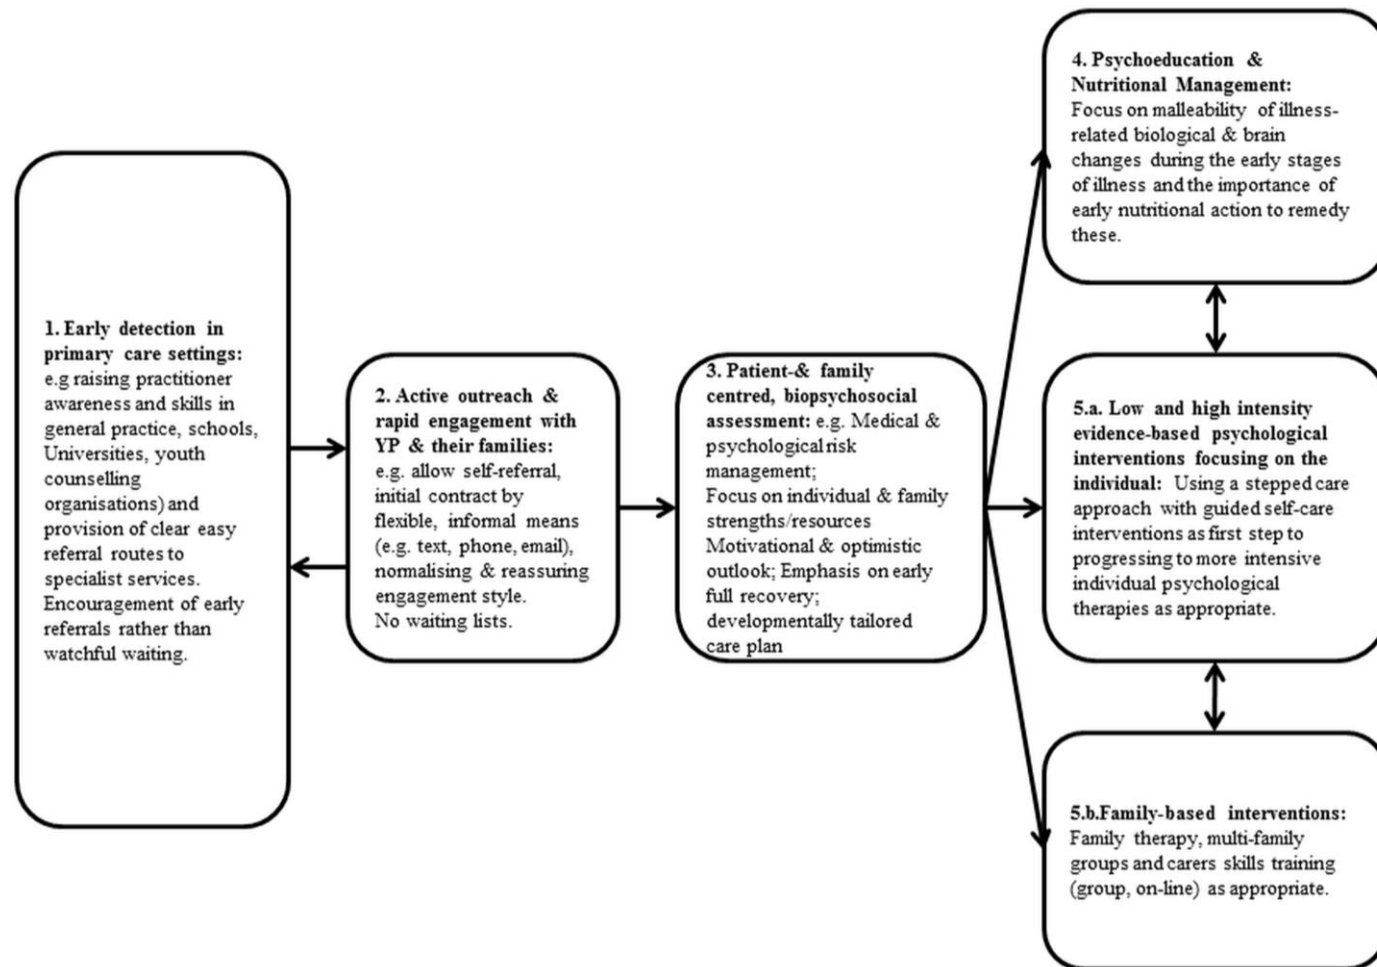 1. Early detection in
primary care settings:
e.g raising practitioner
awareness and skills in
general practice, schools,
Universities, youth
counselling
organisations) and
provision of clear easy
referral routes to
specialist services.
Encouragement of early
referrals rather than
watchful waiting.
2. Active outreach &
rapid engagement with
YP & their families:
e.g. allow self-referral,
initial contract by
flexible, informal means
(e.g. text, phone, email),
normalising & reassuring
engagement style.
No waiting lists.
3. Patient-& family
centred, biopsychosocial
assessment: e.g. Medical &
psychological risk
management;
Focus on individual & family
strengths/resources
Motivational & optimistic
outlook; Emphasis on early
full recovery;
developmentally tailored
care plan
4. Psychoeducation &
Nutritional Management:
Focus on malleability of illness-
related biological & brain
changes during the early stages
of illness and the importance of
early nutritional action to remedy
these.
5.a. Low and high intensity
evidence-based psychological
interventions focusing on the
individual: Using a stepped care
approach with guided self-care
interventions as first step to
progressing to more intensive
individual psychological
therapies as appropriate.
5.b.Family-based interventions:
Family therapy, multi-family
groups and carers skills training
(group, on-line) as appropriate.